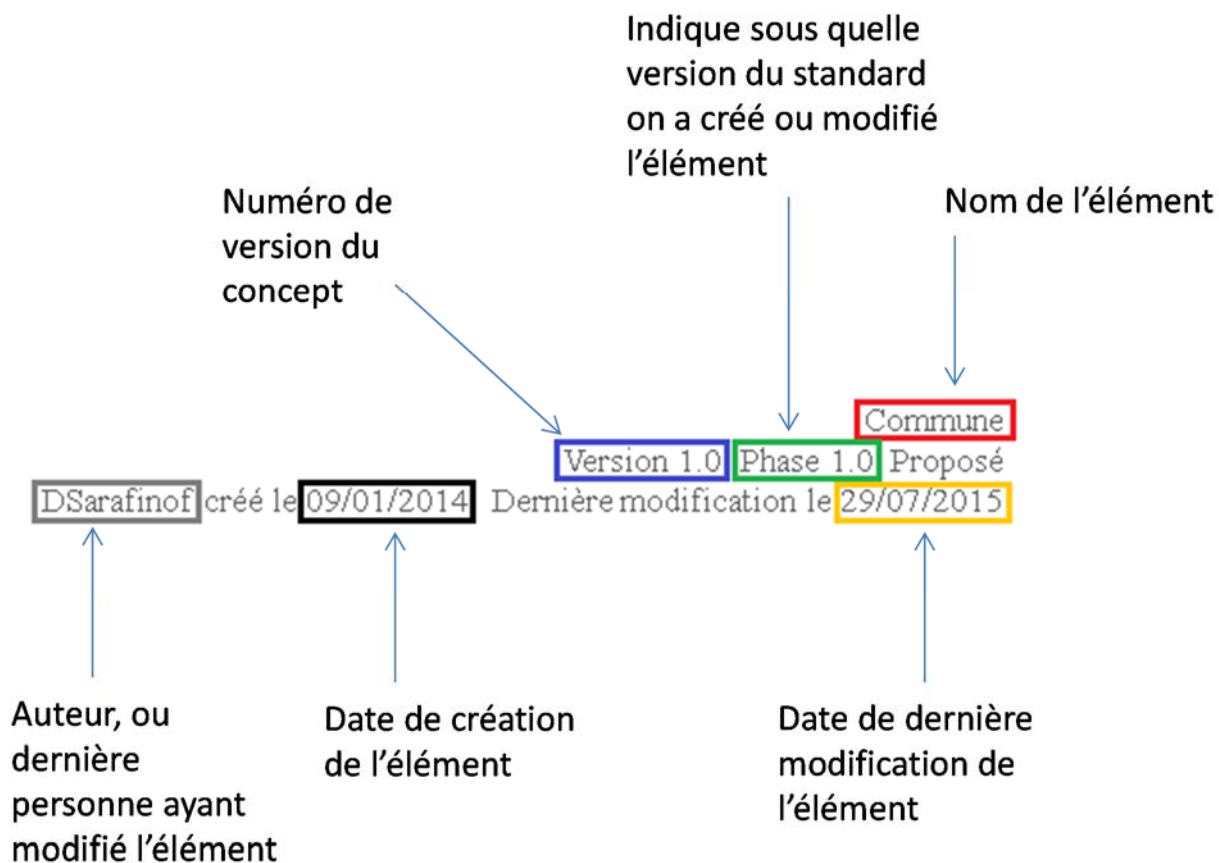 Indique sous quelle
version du standard
on a créé ou modifié
l’élément
Numéro de
version du
concept
Nom de l’élément
Commune
Version 1.0 Phase 1.0 Proposé
DSarafinof créé le 09/01/2014 Dernière modification le 29/07/2015
Auteur, ou
dernière
personne ayant
modifié l’élément
Date de création
de l’élément
Date de dernière
modification de
l’élément